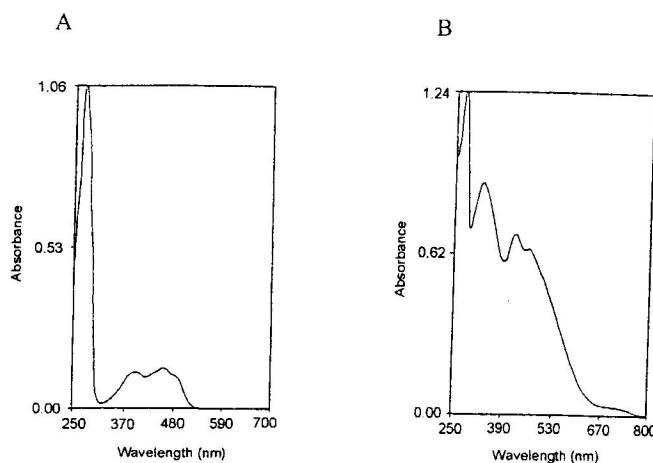 A
B
1.06
0.53
0.00
Absorbance
250 370 480 590 700
Wavelength (nm)
1.24
0.62
0.00
Absorbance
250 390 530 670 800
Wavelength (nm)